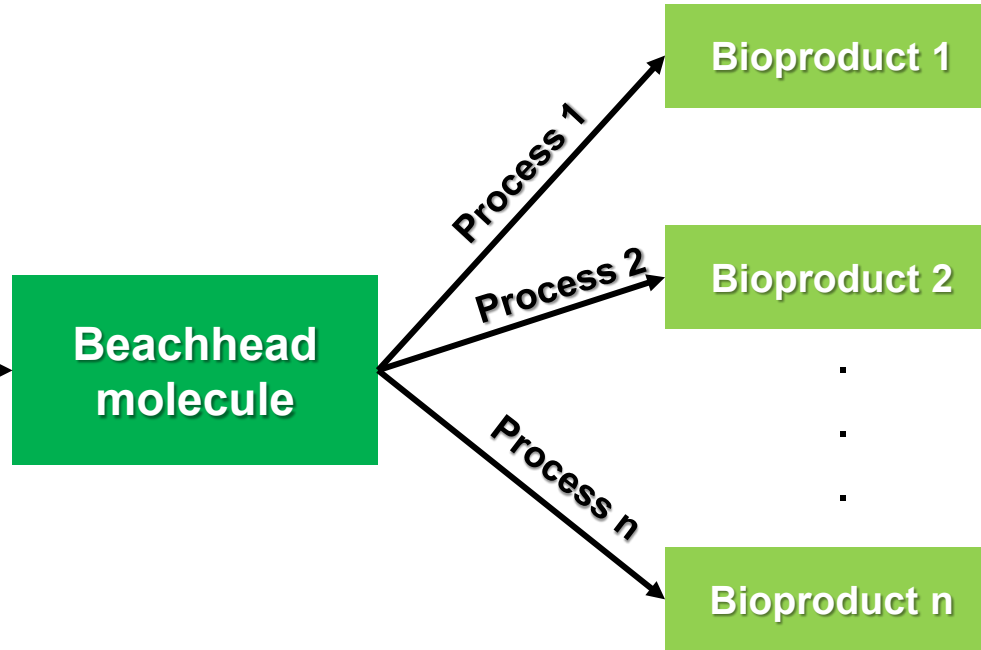 Bioproduct 1
Process 1
Bioproduct 2
Process 2
Beachhead
molecule
.
.
.
Process n
Bioproduct n